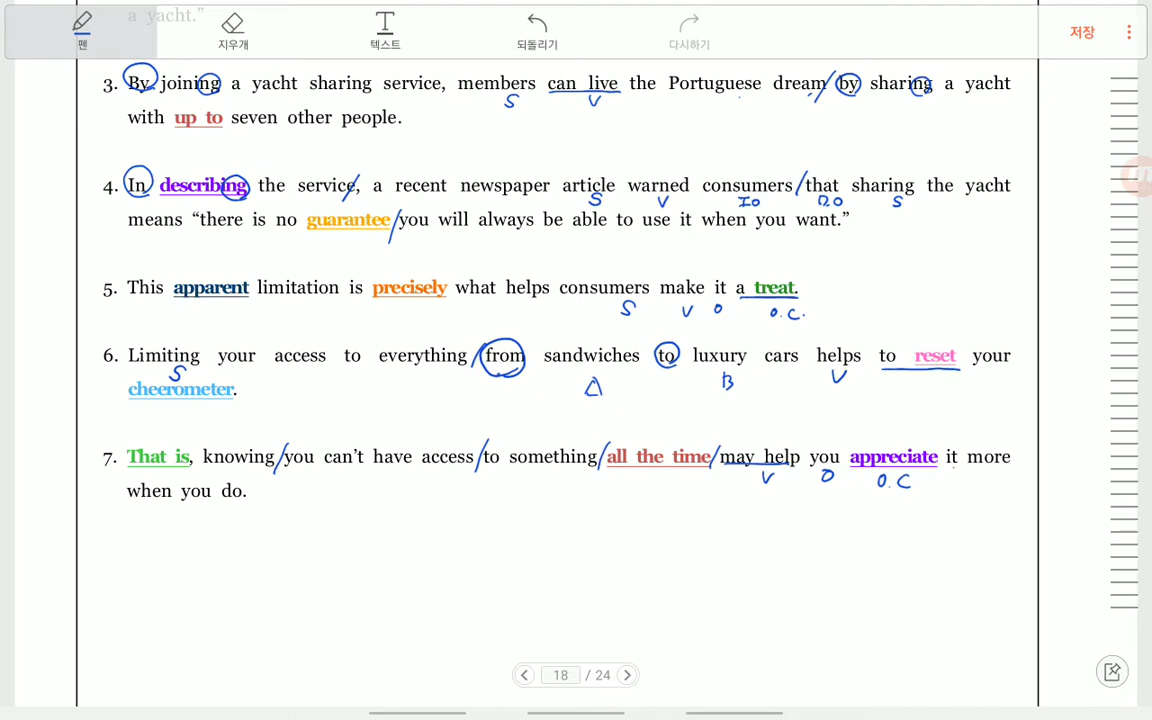 a yacht.”
펜 지우개 텍스트 되돌리기 다시하기 저장
3. By joining a yacht sharing service, members can live the Portuguese dream/ by sharing a yacht
S V
with up to seven other people.
4. In describing the service, a recent newspaper article warned consumers/ that sharing the yacht
S V IO DO S
means “there is no guarantee/ you will always be able to use it when you want.”
5. This apparent limitation is precisely what helps consumers make it a treat.
S V O O.C.
6. Limiting your access to everything/ from sandwiches to luxury cars helps to reset your
S A B V
cheerometer.
7. That is, knowing/ you can’t have access/ to something/ all the time/ may help you appreciate it more
V O O.C
when you do.
18 / 24